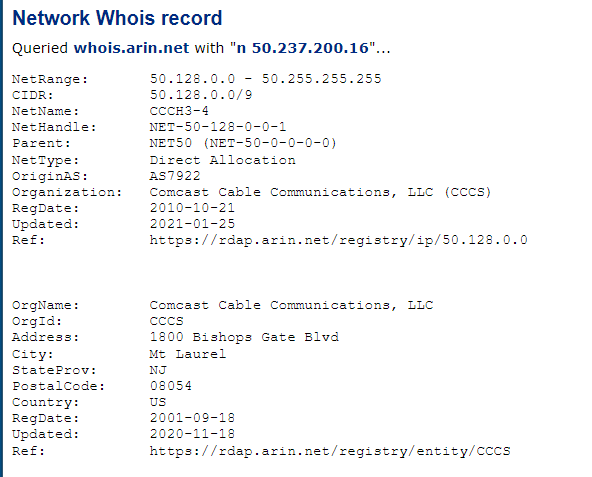 Network Whois record
Queried whois.arin.net with "n 50.237.200.16"...
NetRange: 50.128.0.0 - 50.255.255.255
CIDR: 50.128.0.0/9
NetName: CCCH3-4
NetHandle: NET-50-128-0-0-1
Parent: NET50 (NET-50-0-0-0-0)
NetType: Direct Allocation
OriginAS: AS7922
Organization: Comcast Cable Communications, LLC (CCCS)
RegDate: 2010-10-21
Updated: 2021-01-25
Ref: https://rdap.arin.net/registry/ip/50.128.0.0
OrgName: Comcast Cable Communications, LLC
OrgId: CCCS
Address: 1800 Bishops Gate Blvd
City: Mt Laurel
StateProv: NJ
PostalCode: 08054
Country: US
RegDate: 2001-09-18
Updated: 2020-11-18
Ref: https://rdap.arin.net/registry/entity/CCCS